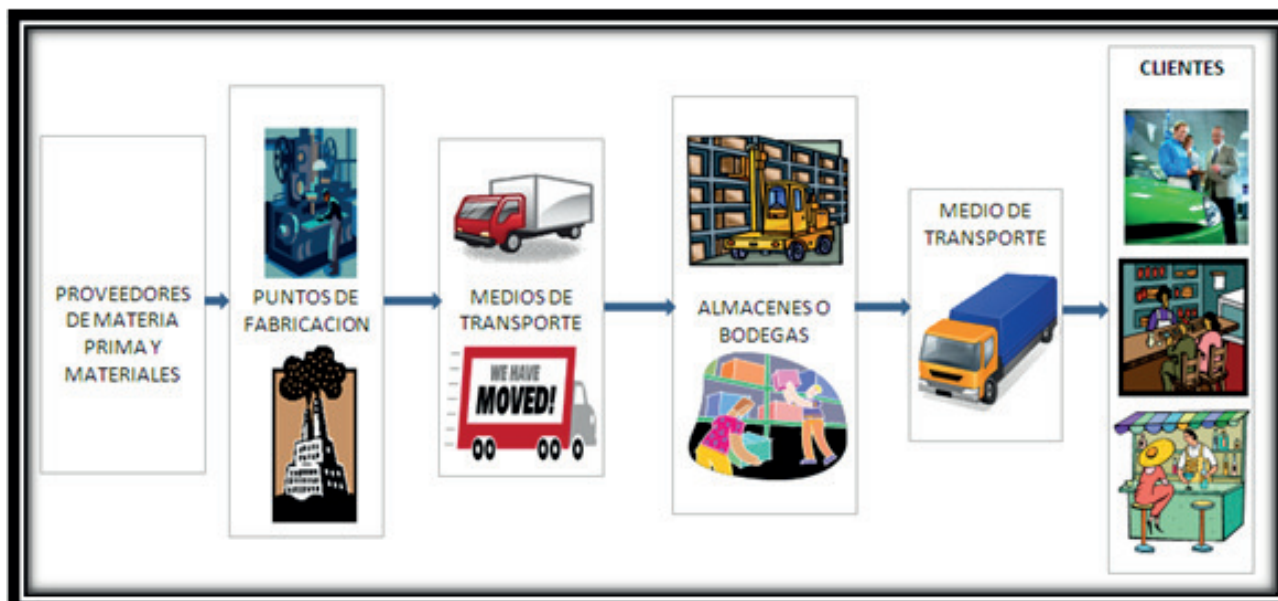 PROVEEDORES
DE MATERIA
PRIMA Y
MATERIALES
PUNTOS DE
FABRICACION
MEDIOS DE
TRANSPORTE
WE HAVE
MOVED!
ALMACENES O
BODEGAS
MEDIO DE
TRANSPORTE
CLIENTES